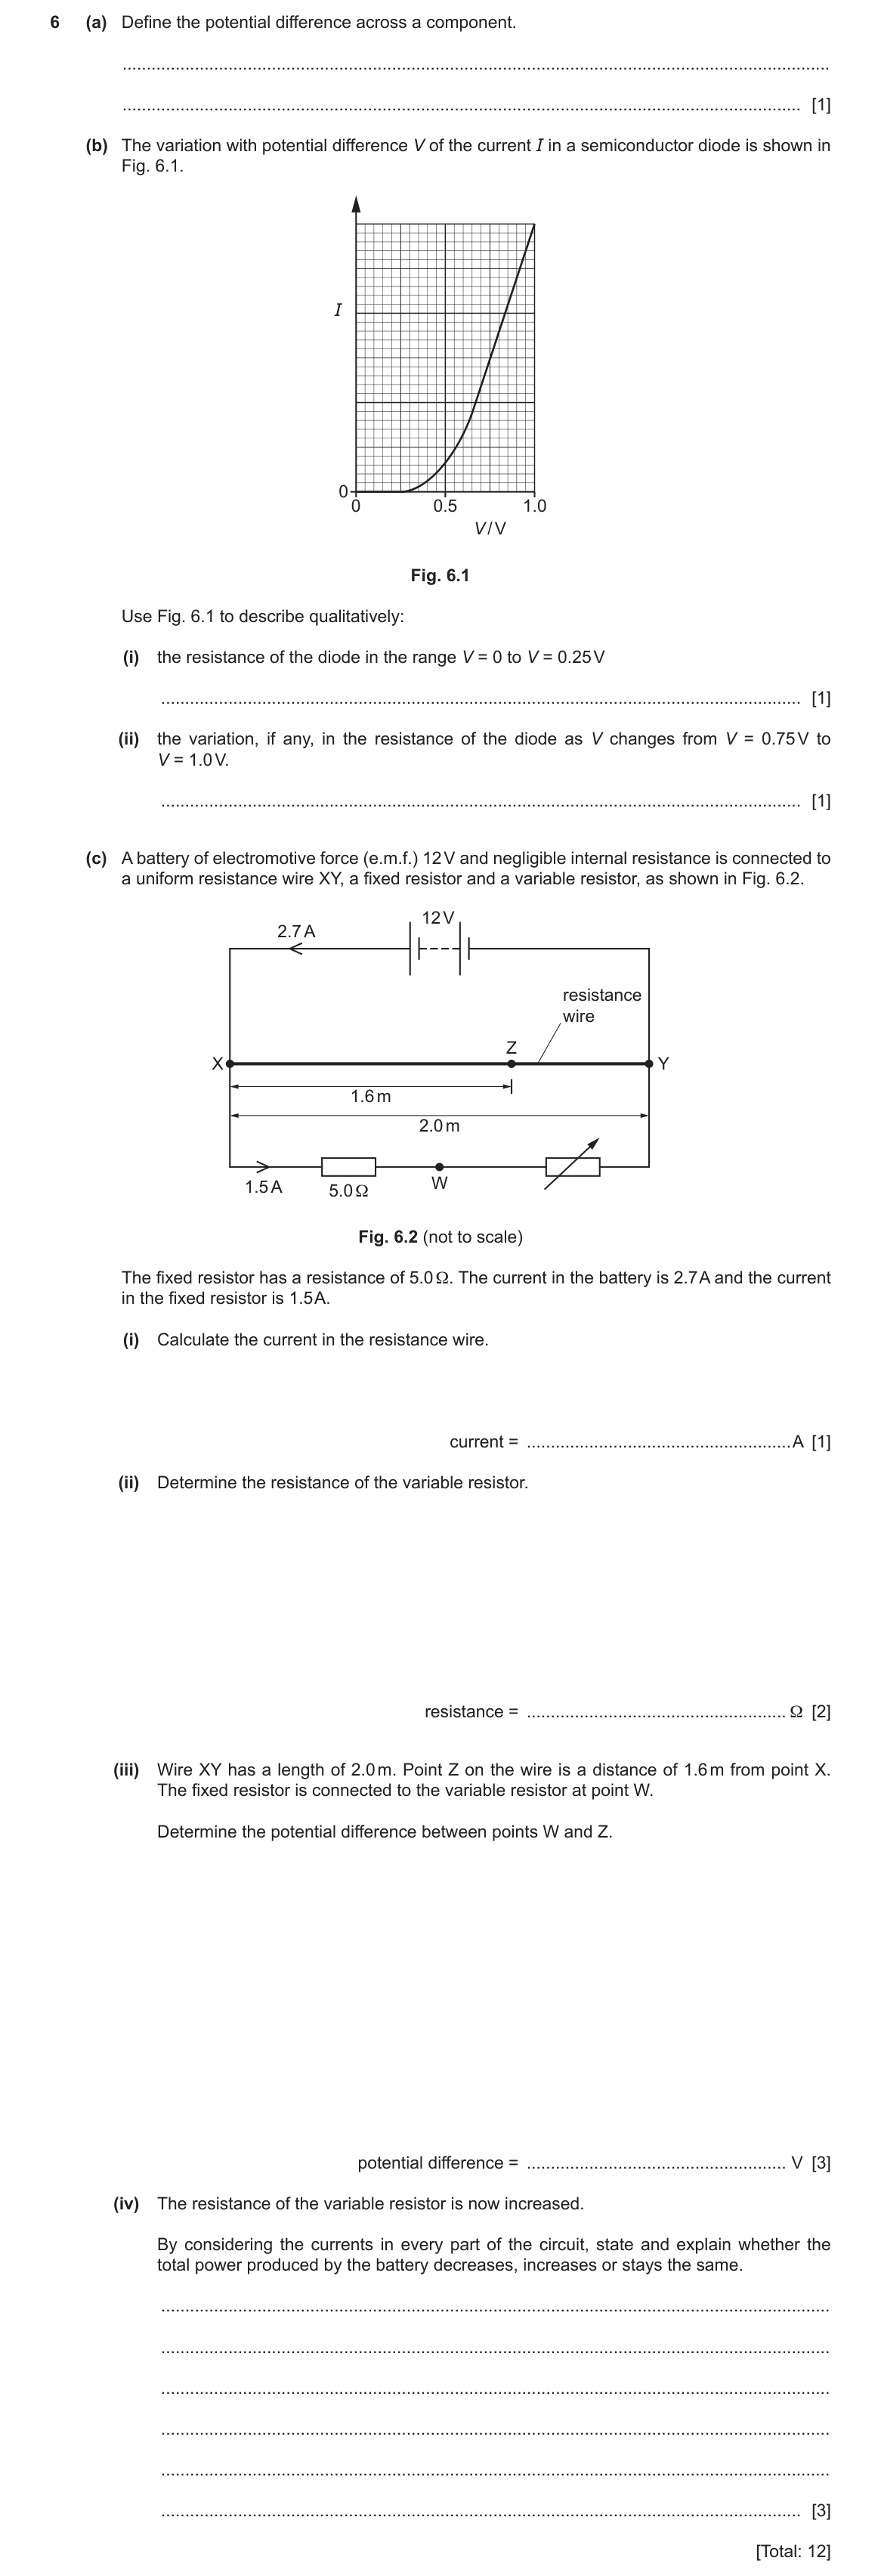 6 (a) Define the potential difference across a component.
..........................................................................................................................................
.................................................................................................................................... [1]
(b) The variation with potential difference V of the current I in a semiconductor diode is shown in
Fig. 6.1.
I
0
0 0.5 1.0
V/V
Fig. 6.1
Use Fig. 6.1 to describe qualitatively:
(i) the resistance of the diode in the range V = 0 to V = 0.25V
............................................................................................................................. [1]
(ii) the variation, if any, in the resistance of the diode as V changes from V = 0.75V to
V = 1.0V.
............................................................................................................................. [1]
(c) A battery of electromotive force (e.m.f.) 12V and negligible internal resistance is connected to
a uniform resistance wire XY, a fixed resistor and a variable resistor, as shown in Fig. 6.2.
12V
2.7A
resistance
wire
Z
X
Y
1.6m
2.0m
1.5A
5.0Ω
W
Fig. 6.2 (not to scale)
The fixed resistor has a resistance of 5.0Ω. The current in the battery is 2.7A and the current
in the fixed resistor is 1.5A.
(i) Calculate the current in the resistance wire.
current = ......................................................A [1]
(ii) Determine the resistance of the variable resistor.
resistance = ..................................................... Ω [2]
(iii) Wire XY has a length of 2.0m. Point Z on the wire is a distance of 1.6m from point X.
The fixed resistor is connected to the variable resistor at point W.
Determine the potential difference between points W and Z.
potential difference = ..................................................... V [3]
(iv) The resistance of the variable resistor is now increased.
By considering the currents in every part of the circuit, state and explain whether the
total power produced by the battery decreases, increases or stays the same.
..................................................................................................................................
..................................................................................................................................
..................................................................................................................................
..................................................................................................................................
..................................................................................................................................
............................................................................................................................. [3]
[Total: 12]